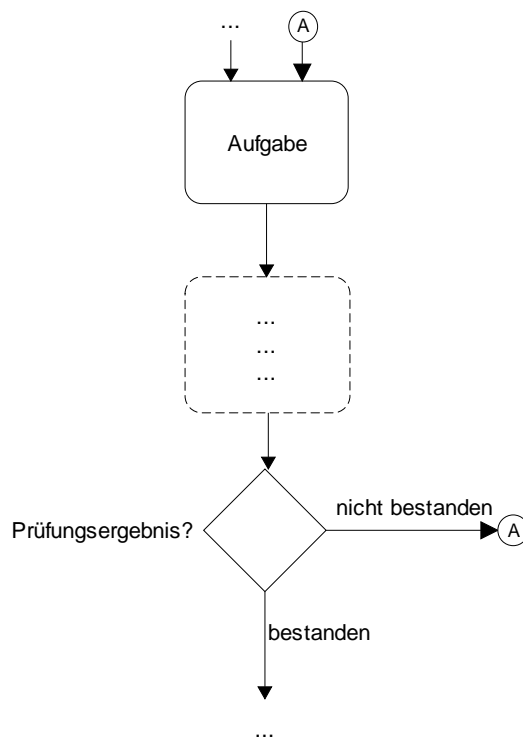 ...
A
Aufgabe
...
...
...
Prüfungsergebnis?
nicht bestanden
A
bestanden
...